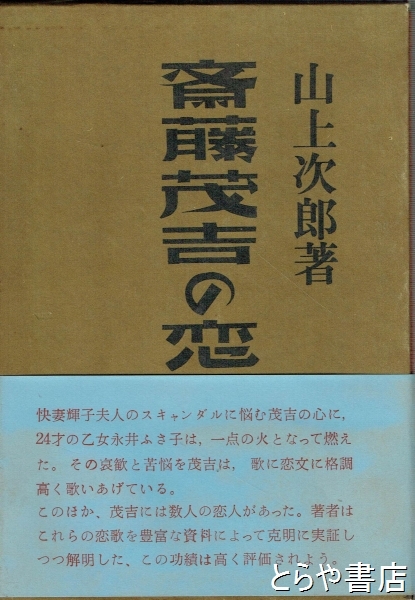 山上次郎著
斎藤茂吉の恋
快妻輝子夫人のスキャンダルに悩む茂吉の心に,
24才の乙女永井ふさ子は, 一点の火となって燃え
た。その哀歓と苦悩を茂吉は, 歌に恋文に格調
高く歌いあげている。
このほか、茂吉には数人の恋人があった。著者は
これらの恋歌を豊富な資料によって克明に実証し
つつ解明した、この功績は高く評価されよう。
とらや書店